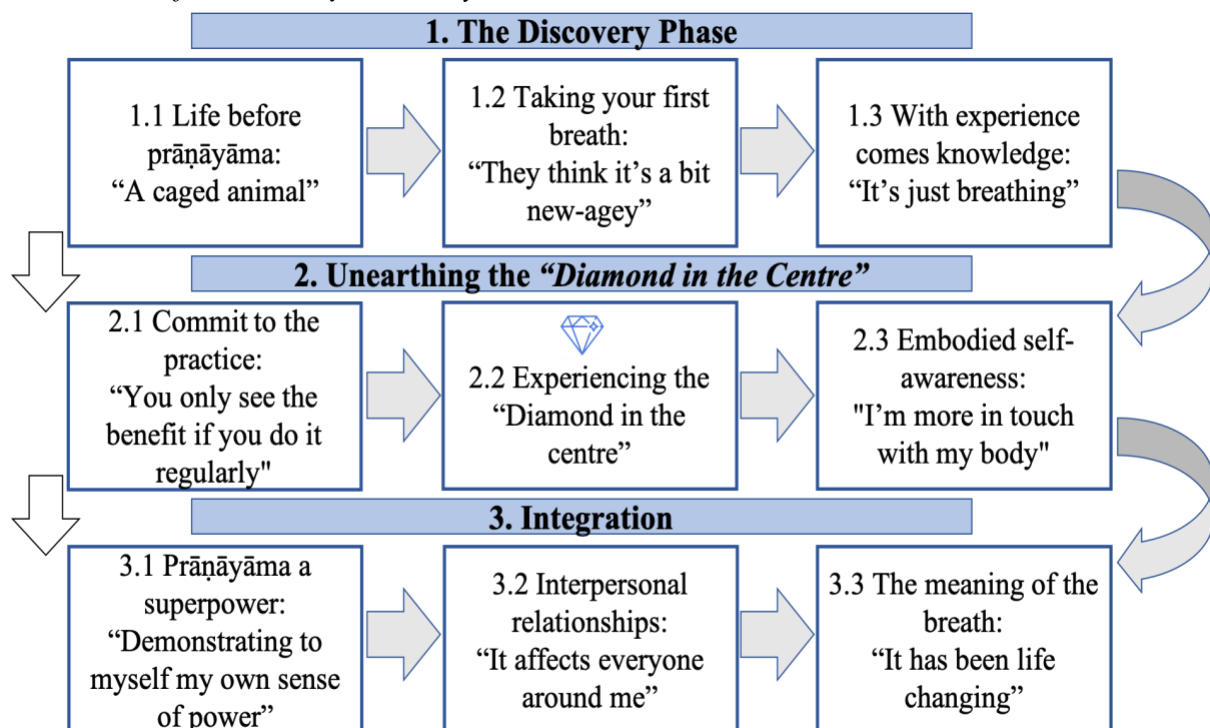 1. The Discovery Phase
1.1 Life before
prāṇāyāma:
“A caged animal”
1.2 Taking your first
breath:
“They think it’s a bit
new-agey”
1.3 With experience
comes knowledge:
“It’s just breathing”
2. Unearthing the “Diamond in the Centre”
2.1 Commit to the
practice:
“You only see the
benefit if you do it
regularly"
2.2 Experiencing the
“Diamond in the
centre”
2.3 Embodied self-
awareness:
"I’m more in touch
with my body"
3. Integration
3.1 Prāṇāyāma a
superpower:
“Demonstrating to
myself my own sense
of power”
3.2 Interpersonal
relationships:
“It affects everyone
around me”
3.3 The meaning of the
breath:
“It has been life
changing”